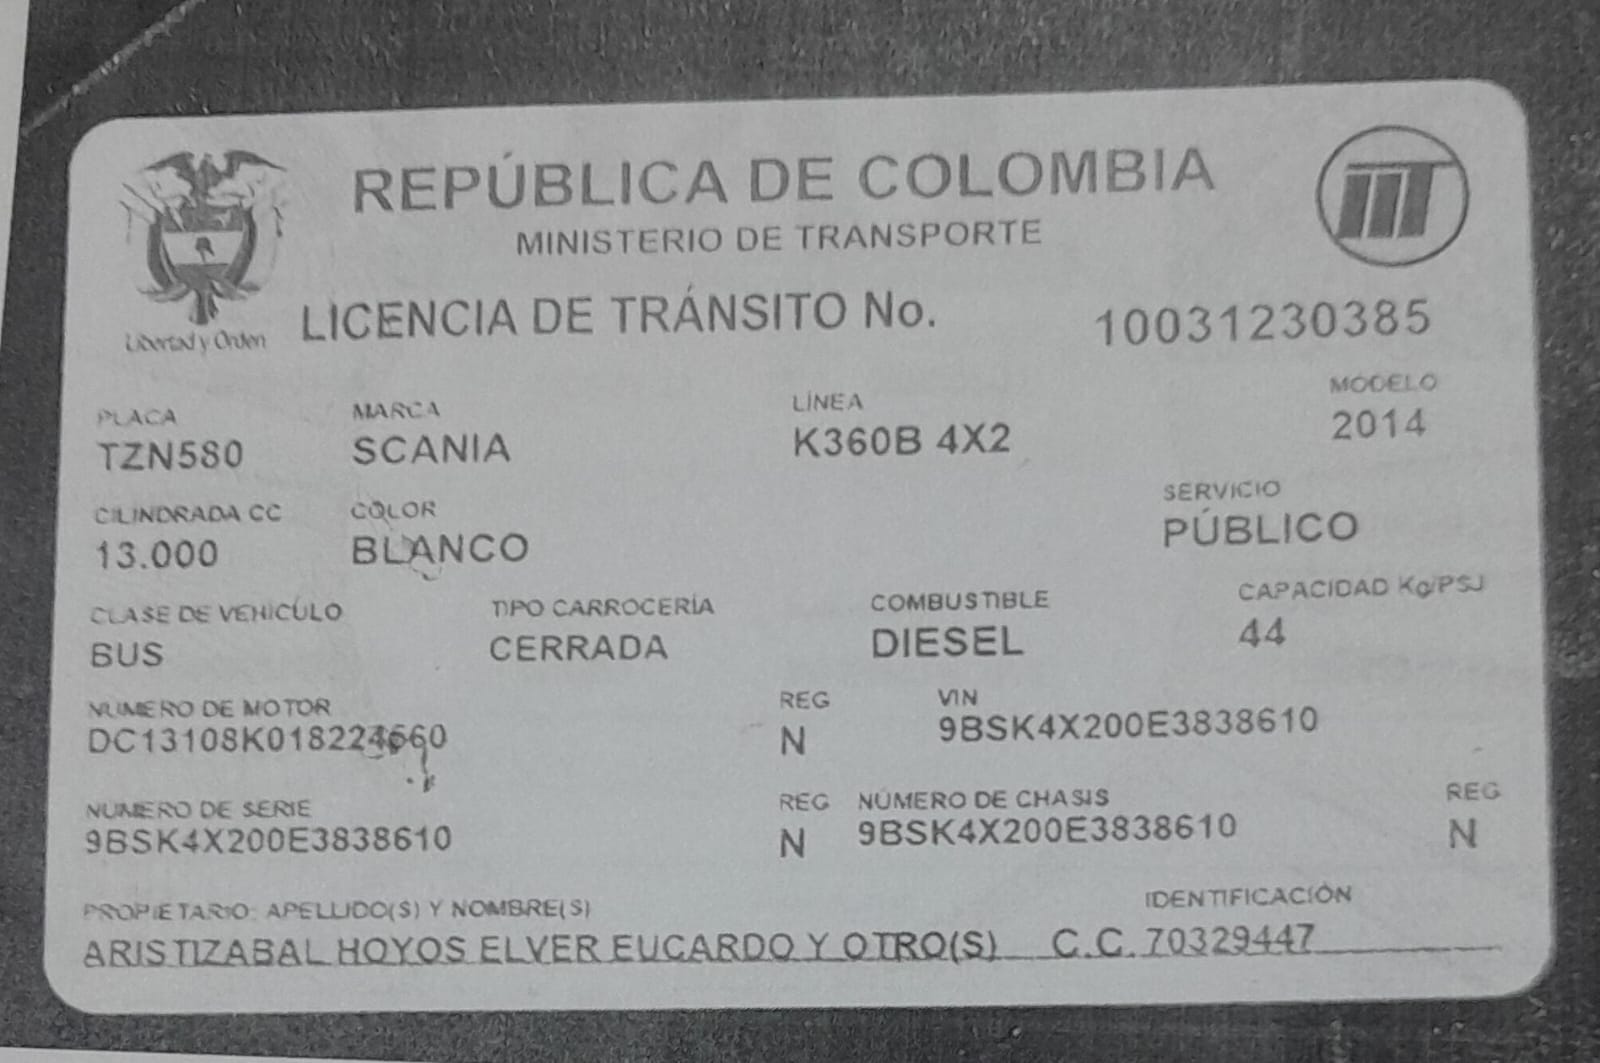 REPÚBLICA DE COLOMBIA
MINISTERIO DE TRANSPORTE
Libertad y Orden
LICENCIA DE TRÁNSITO No. 10031230385
PLACA MARCA LÍNEA MODELO
TZN580 SCANIA K360B 4X2 2014
CILINDRADA CC COLOR SERVICIO
13.000 BLANCO PÚBLICO
CLASE DE VEHÍCULO TIPO CARROCERÍA COMBUSTIBLE CAPACIDAD Kg/PSJ
BUS CERRADA DIESEL 44
NÚMERO DE MOTOR REG VIN
N 9BSK4X200E3838610
NÚMERO DE SERIE REG NÚMERO DE CHASIS REG
9BSK4X200E3838610 N 9BSK4X200E3838610 N
PROPIETARIO: APELLIDO(S) Y NOMBRE(S) IDENTIFICACIÓN
ARISTIZABAL HOYOS ELVER EUCARDO Y OTRO(S) C.C. 70329447